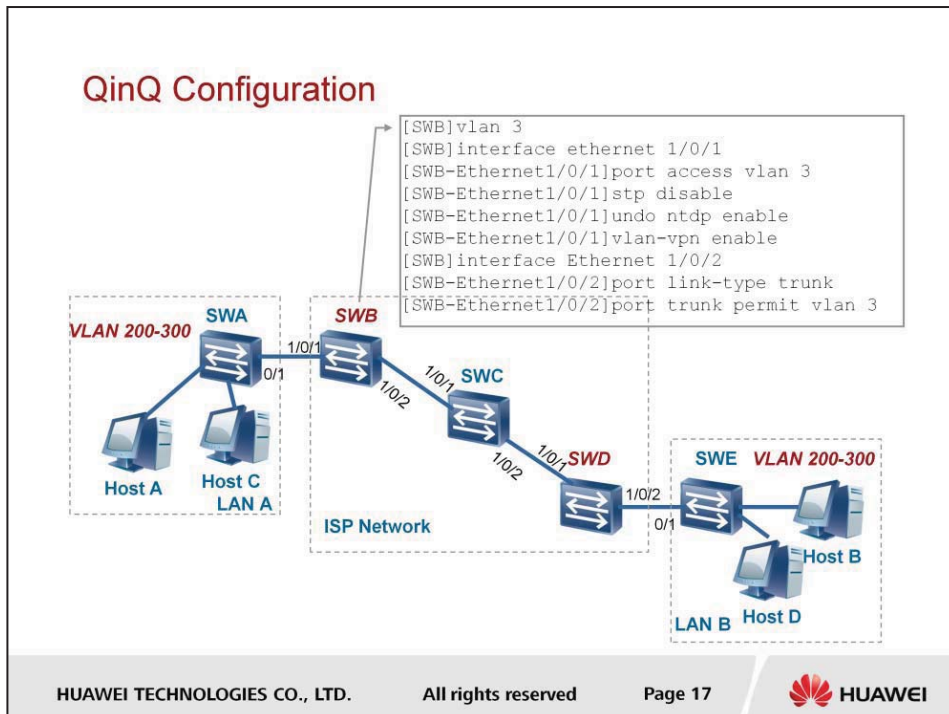 QinQ Configuration
[SWB]vlan 3
[SWB]interface ethernet 1/0/1
[SWB-Ethernet1/0/1]port access vlan 3
[SWB-Ethernet1/0/1]stp disable
[SWB-Ethernet1/0/1]undo ntdp enable
[SWB-Ethernet1/0/1]vlan-vpn enable
[SWB]interface Ethernet 1/0/2
[SWB-Ethernet1/0/2]port link-type trunk
[SWB-Ethernet1/0/2]port trunk permit vlan 3
VLAN 200-300
SWA
0/1
Host A
Host C
LAN A
SWB
1/0/1
1/0/2
SWC
1/0/1
1/0/2
SWD
1/0/1
1/0/2
ISP Network
SWE
VLAN 200-300
0/1
Host B
Host D
LAN B
HUAWEI TECHNOLOGIES CO., LTD.
All rights reserved
Page 17
HUAWEI